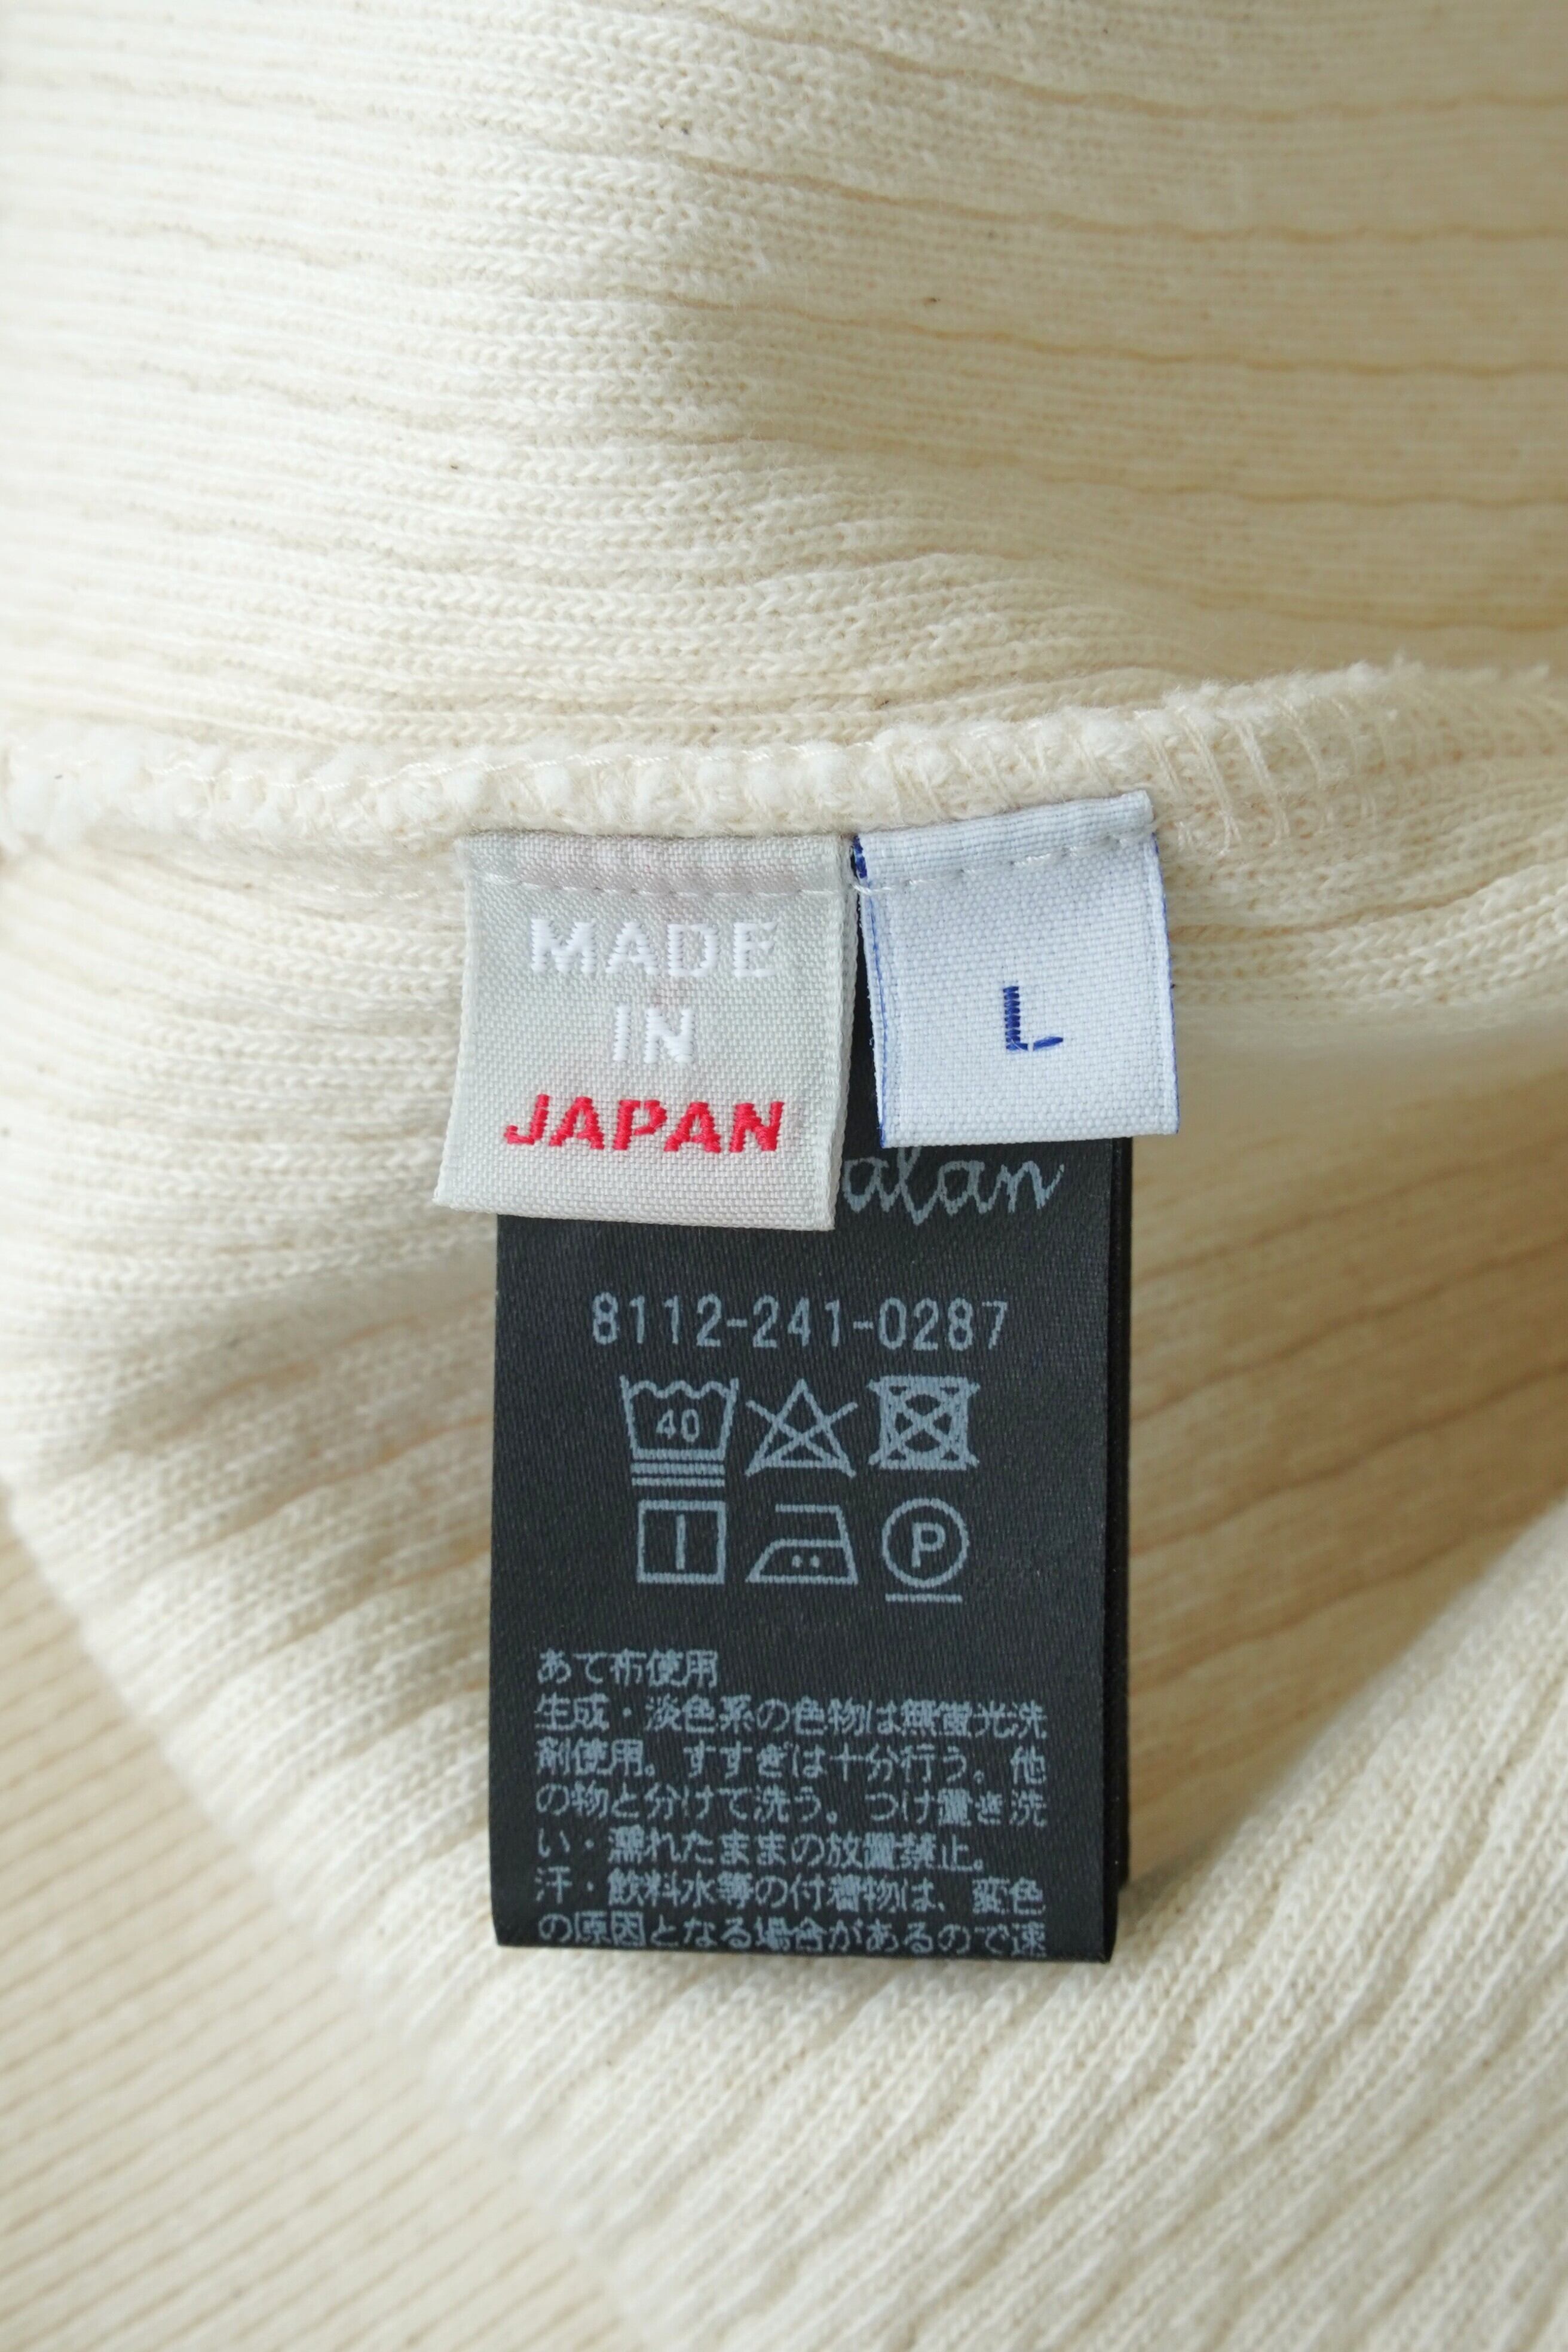 MADE
IN
JAPAN
L
alan
8112-241-0287
40
P
あて布使用
生成・淡色系の色物は無蛍光洗
剤使用。すすぎは十分行う。他
の物と分けて洗う。つけ置き洗
い・濡れたままの放置禁止。
汗・飲料水等の付着物は、変色
の原因となる場合があるので速